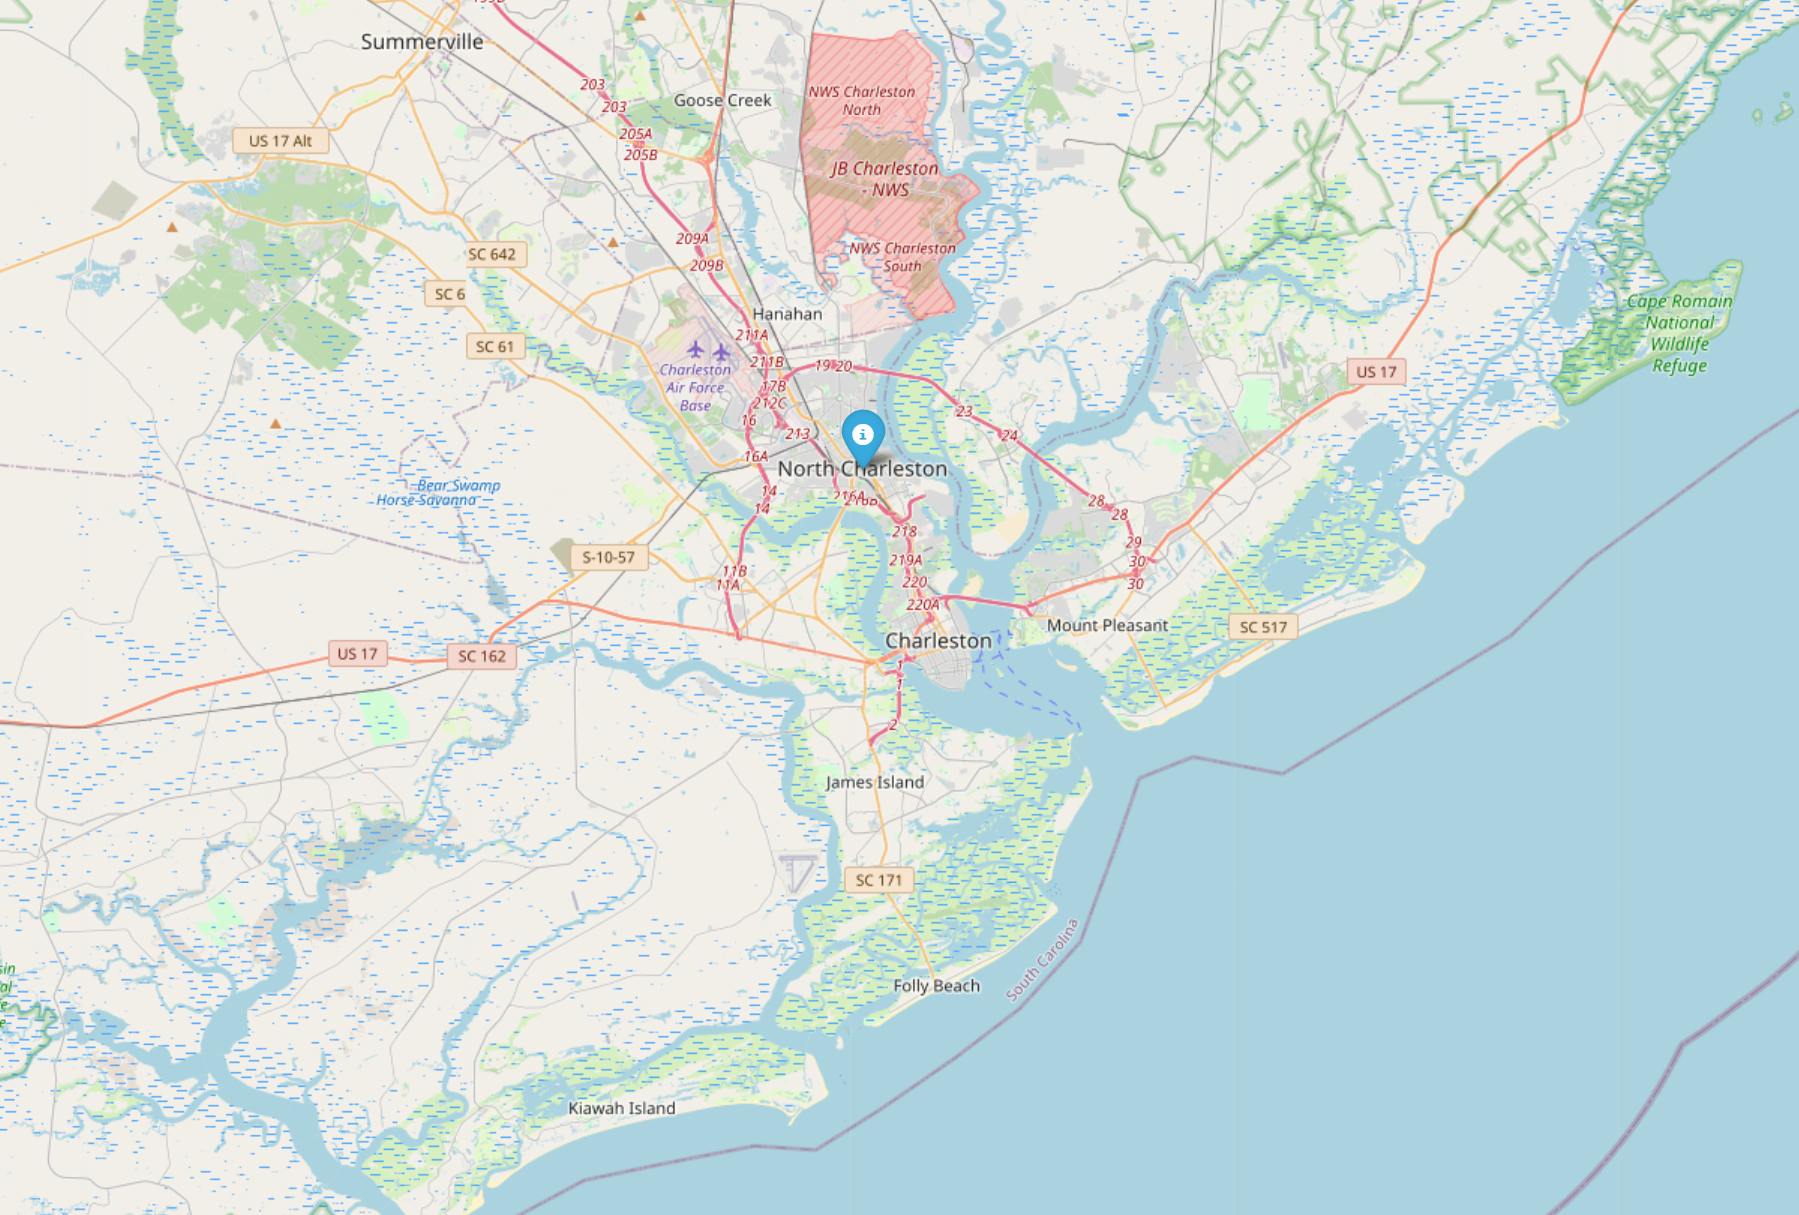 Summerville
203
203
Goose Creek
NWS Charleston
North
US 17 Alt
205A
205B
JB Charleston
- NWS
209A
209B
SC 642
NWS Charleston
South
SC 6
Hanahan
Cape Romain
National
Wildlife
Refuge
SC 61
211A
211B
Charleston
Air Force
Base
19
20
17B
212C
US 17
16
213
23
24
16A
North Charleston
Bear Swamp
Horse Savanna
14
14
216A
28
28
218
29
S-10-57
219A
30
30
11B
11A
220
220A
Charleston
Mount Pleasant
SC 517
US 17
SC 162
1
1
2
James Island
SC 171
South Carolina
Folly Beach
Kiawah Island